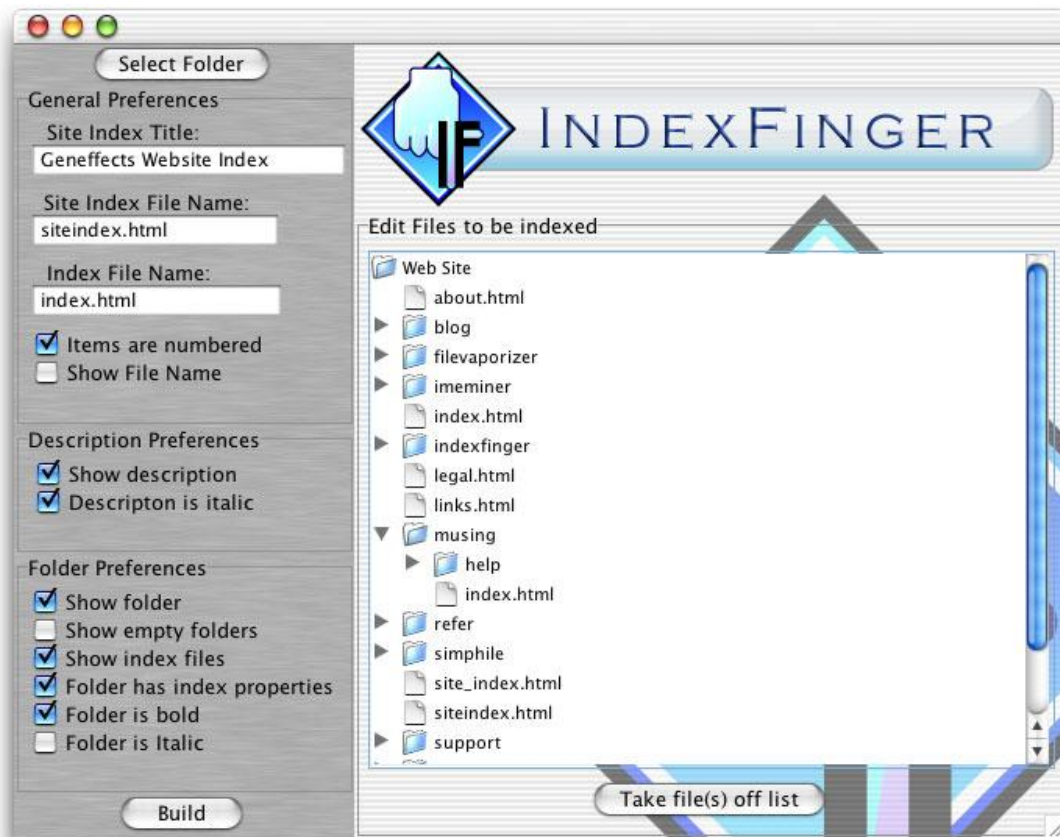 Select Folder
General Preferences
Site Index Title:
Geneffects Website Index
Site Index File Name:
siteindex.html
Index File Name:
index.html
Items are numbered
Show File Name
Description Preferences
Show description
Descripton is italic
Folder Preferences
Show folder
Show empty folders
Show index files
Folder has index properties
Folder is bold
Folder is Italic
Build
IF
INDEXFINGER
Edit Files to be indexed
Web Site
about.html
blog
filevaporizer
imeminer
index.html
indexfinger
legal.html
links.html
musing
help
index.html
refer
simphile
site_index.html
siteindex.html
support
Take file(s) off list